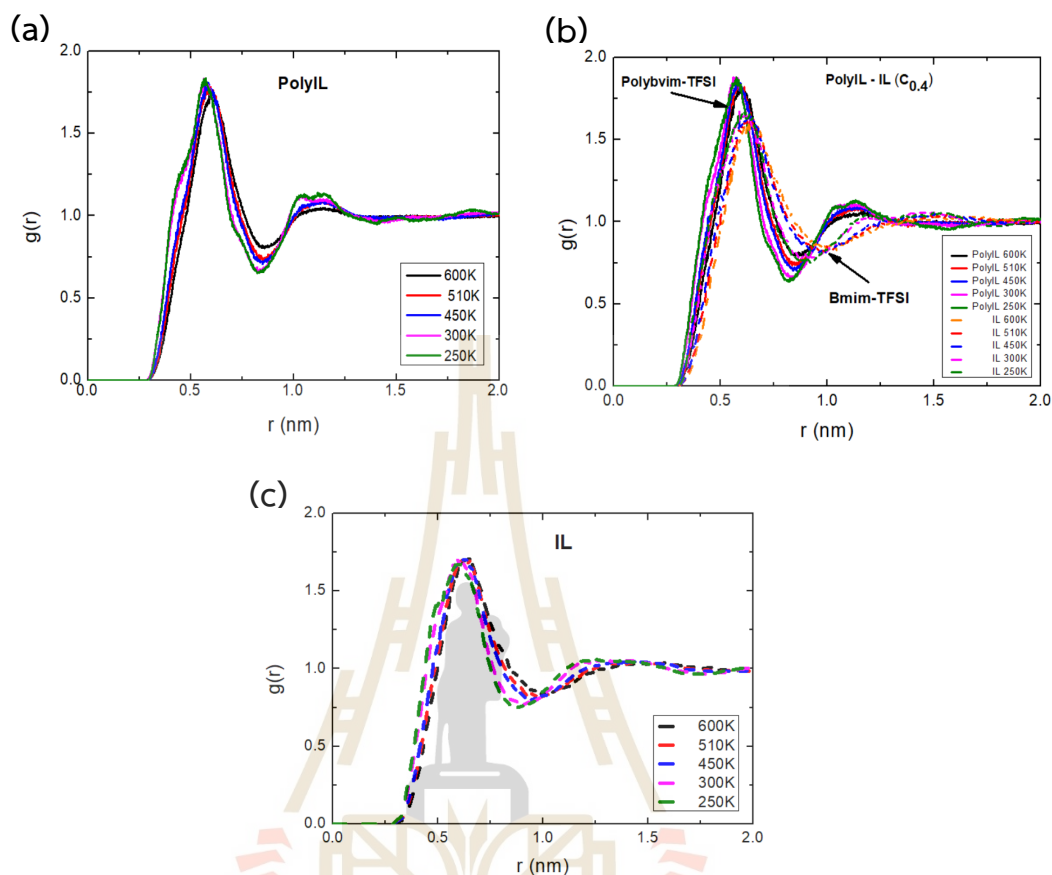 (a)
PolyIL
2.0
1.5
1.0
0.5
0.0
g(r)
600K
510K
450K
300K
250K
0.0 0.5 1.0 1.5 2.0
r (nm)
(b)
Polybvim-TFSI
PolyIL - IL (C0.4)
2.0
1.5
1.0
0.5
0.0
g(r)
Bmim-TFSI
PolyIL 600K
PolyIL 510K
PolyIL 450K
PolyIL 300K
PolyIL 250K
IL 600K
IL 510K
IL 450K
IL 300K
IL 250K
0.0 0.5 1.0 1.5 2.0
r (nm)
(c)
IL
2.0
1.5
1.0
0.5
0.0
g(r)
600K
510K
450K
300K
250K
0.0 0.5 1.0 1.5 2.0
r (nm)